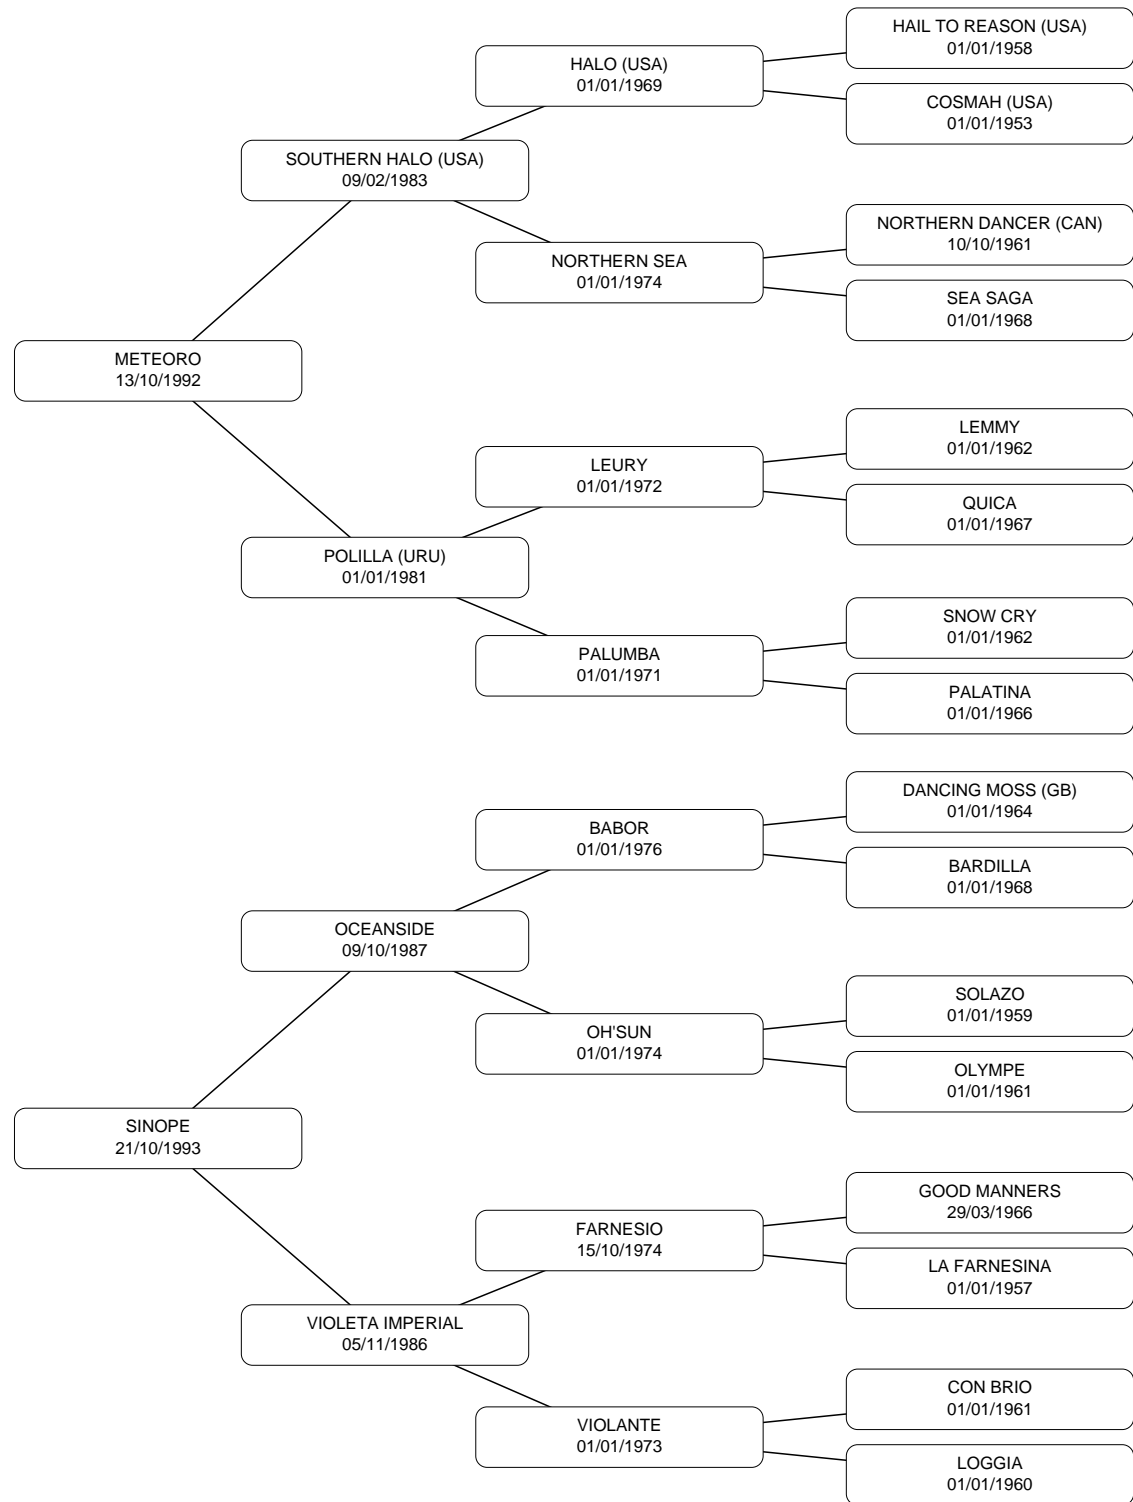 HAIL TO REASON (USA)
01/01/1958
HALO (USA)
01/01/1969
COSMAH (USA)
01/01/1953
SOUTHERN HALO (USA)
09/02/1983
NORTHERN DANCER (CAN)
10/10/1961
NORTHERN SEA
01/01/1974
SEA SAGA
01/01/1968
METEORO
13/10/1992
LEMMY
01/01/1962
LEURY
01/01/1972
QUICA
01/01/1967
POLILLA (URU)
01/01/1981
SNOW CRY
01/01/1962
PALUMBA
01/01/1971
PALATINA
01/01/1966
DANCING MOSS (GB)
01/01/1964
BABOR
01/01/1976
BARDILLA
01/01/1968
OCEANSIDE
09/10/1987
SOLAZO
01/01/1959
OH'SUN
01/01/1974
OLYMPE
01/01/1961
SINOPE
21/10/1993
GOOD MANNERS
29/03/1966
FARNESIO
15/10/1974
LA FARNESINA
01/01/1957
VIOLETA IMPERIAL
05/11/1986
CON BRIO
01/01/1961
VIOLANTE
01/01/1973
LOGGIA
01/01/1960